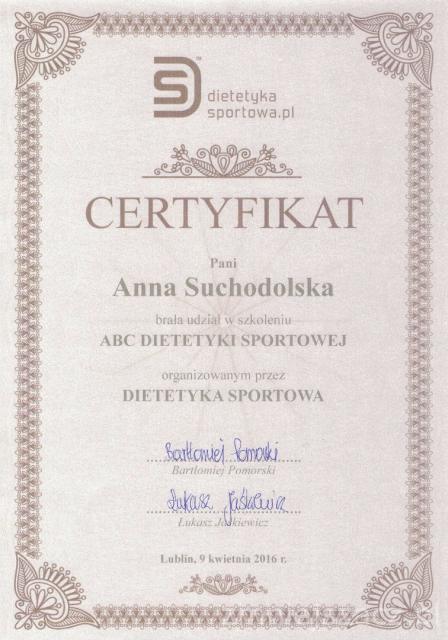 dietetyka
sportowa.pl
CERTYFIKAT
Pani
Anna Suchodolska
brała udział w szkoleniu
ABC DIETETYKI SPORTOWEJ
organizowanym przez
DIETETYKA SPORTOWA
Bartłomiej Pomorski
Bartłomiej Pomorski
Łukasz Jaśkiewicz
Łukasz Jaśkiewicz
Lublin, 9 kwietnia 2016 r.